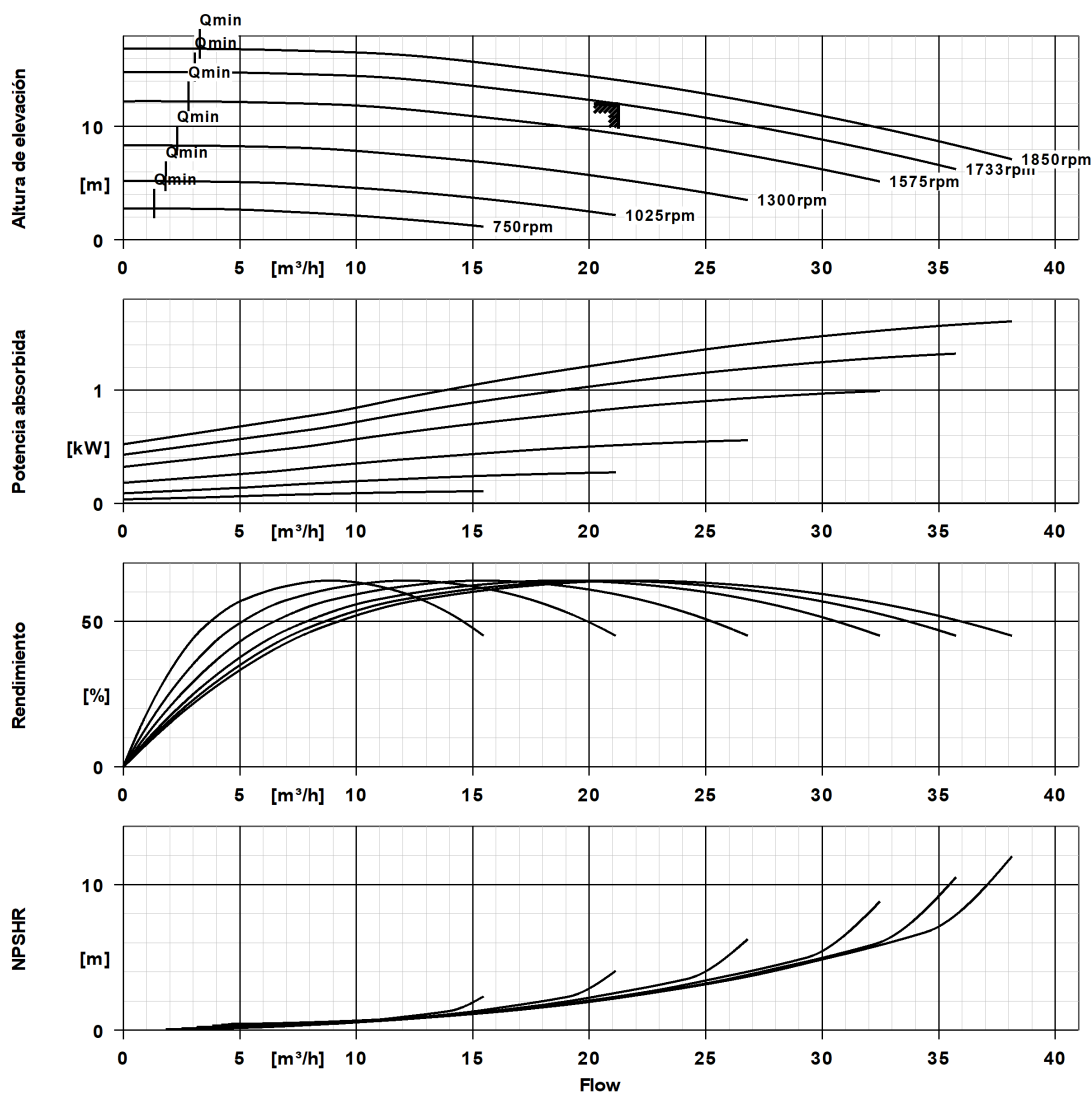 Qmin
Qmin
Qmin
Qmin
Qmin
Qmin
Altura de elevación
10
[m]
0
1850rpm
1733rpm
1575rpm
1300rpm
1025rpm
750rpm
0 5 [m³/h] 10 15 20 25 30 35 40
Potencia absorbida
1
[kW]
0
0 5 [m³/h] 10 15 20 25 30 35 40
Rendimiento
50
[%]
0
0 5 [m³/h] 10 15 20 25 30 35 40
NPSHR
10
[m]
0
0 5 [m³/h] 10 15 20 25 30 35 40
Flow